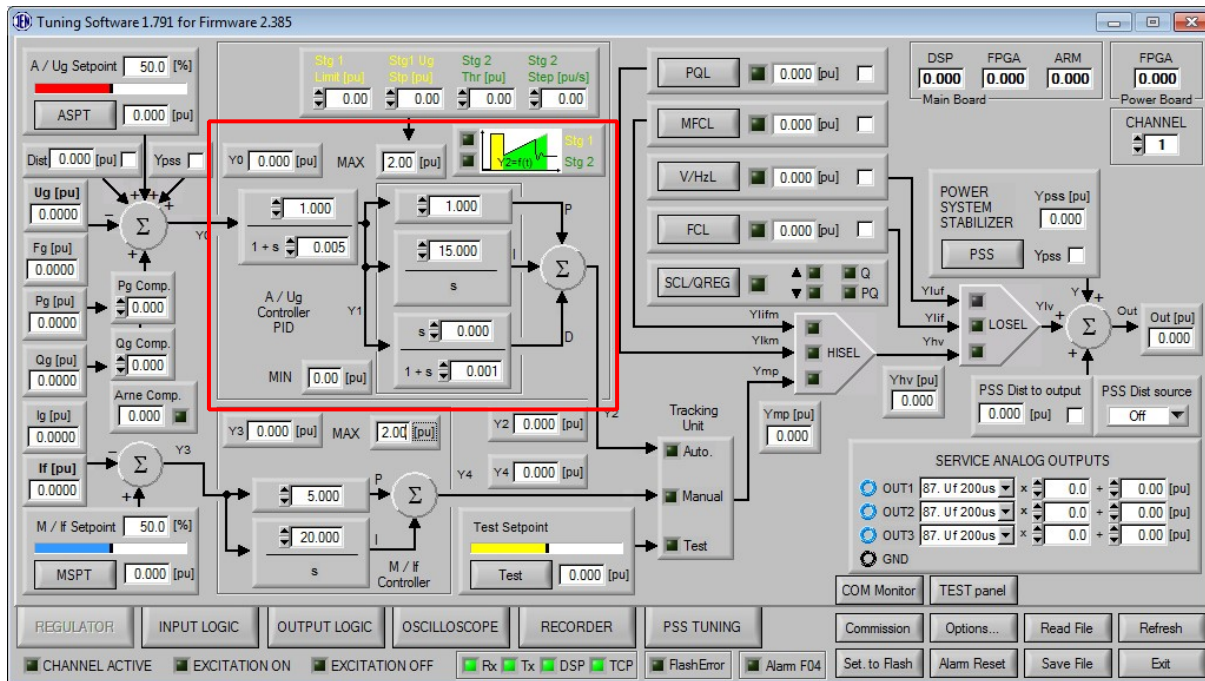 IEN Tuning Software 1.791 for Firmware 2.385
A / Ug Setpoint 50.0 [%]
ASPT 0.000 [pu]
Stg 1 Limit [pu] 0.00
Stg1 Ug Stp [pu] 0.00
Stg 2 Thr [pu] 0.00
Stg 2 Step [pu/s] 0.00
PQL 0.000 [pu]
MFCL 0.000 [pu]
V/HzL 0.000 [pu]
FCL 0.000 [pu]
SCL/QREG ▲ ▼ Q PQ
DSP FPGA ARM
0.000 0.000 0.000
Main Board
FPGA
0.000
Power Board
CHANNEL
1
Dist 0.000 [pu] Ypss
Y0 0.000 [pu] MAX 2.00 [pu]
Y2=f(t) Stg 1
Stg 2
Ug [pu]
0.0000
Fg [pu]
0.0000
Pg [pu]
0.0000
Qg [pu]
0.0000
Ig [pu]
0.0000
If [pu]
0.0000
Pg Comp.
0.000
Qg Comp.
0.000
Arne Comp.
0.000
+ + + + − Σ +
Y0
1.000
1 + s 0.005
A / Ug
Controller
PID
Y1
1.000
P
15.000
s
I
s 0.000
1 + s 0.001
D
Σ
MIN 0.00 [pu]
Y2
POWER
SYSTEM
STABILIZER
PSS
Ypss [pu]
0.000
Ypss
Ylifm
Ylkm
Ymp
HISEL
Yhv
Yluf
Ylif
LOSEL
Ylv
Y
+ + Σ +
Out
Out [pu]
0.000
Yhv [pu]
0.000
Ymp [pu]
0.000
PSS Dist to output
0.000 [pu]
PSS Dist source
Off
− Σ +
Y3
Y3 0.000 [pu] MAX 2.00 [pu]
Y2 0.000 [pu]
Y4
Y4 0.000 [pu]
5.000
P
20.000
s
I
Σ
M / If
Controller
M / If Setpoint 50.0 [%]
MSPT 0.000 [pu]
Test Setpoint
Test 0.000 [pu]
Tracking
Unit
Auto.
Manual
Test
SERVICE ANALOG OUTPUTS
OUT1 87. Uf 200us x 0.0 + 0.00 [pu]
OUT2 87. Uf 200us x 0.0 + 0.00 [pu]
OUT3 87. Uf 200us x 0.0 + 0.00 [pu]
GND
COM Monitor TEST panel
REGULATOR INPUT LOGIC OUTPUT LOGIC OSCILLOSCOPE RECORDER PSS TUNING
Commission Options... Read File Refresh
CHANNEL ACTIVE EXCITATION ON EXCITATION OFF Rx Tx DSP TCP FlashError Alarm F04
Set. to Flash Alarm Reset Save File Exit